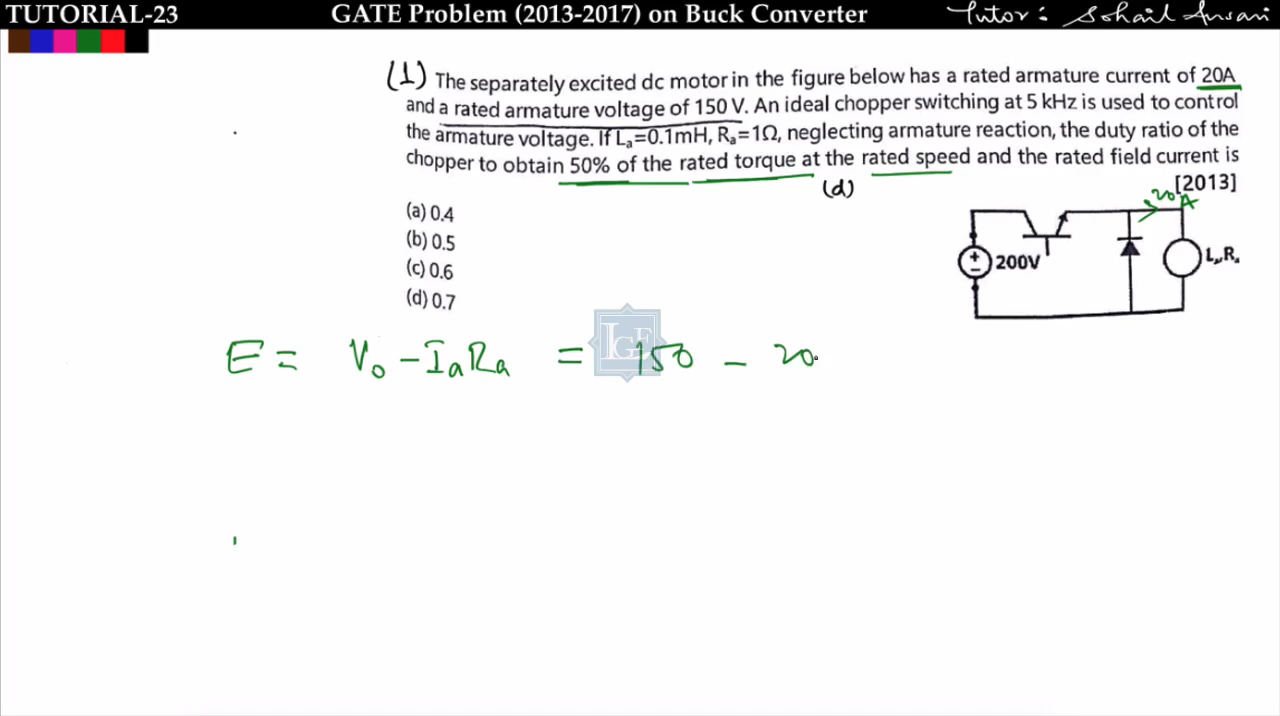 TUTORIAL-23 GATE Problem (2013-2017) on Buck Converter Tutor: Sohail Ansari
(1) The separately excited dc motor in the figure below has a rated armature current of 20A
and a rated armature voltage of 150 V. An ideal chopper switching at 5 kHz is used to control
the armature voltage. If Lₐ=0.1mH, Rₐ=1Ω, neglecting armature reaction, the duty ratio of the
chopper to obtain 50% of the rated torque at the rated speed and the rated field current is
(d) [2013]
20A
(a) 0.4
(b) 0.5
(c) 0.6
(d) 0.7
200V
Lₐ,Rₐ
IGE
E = V₀ - IₐRₐ = 150 - 20